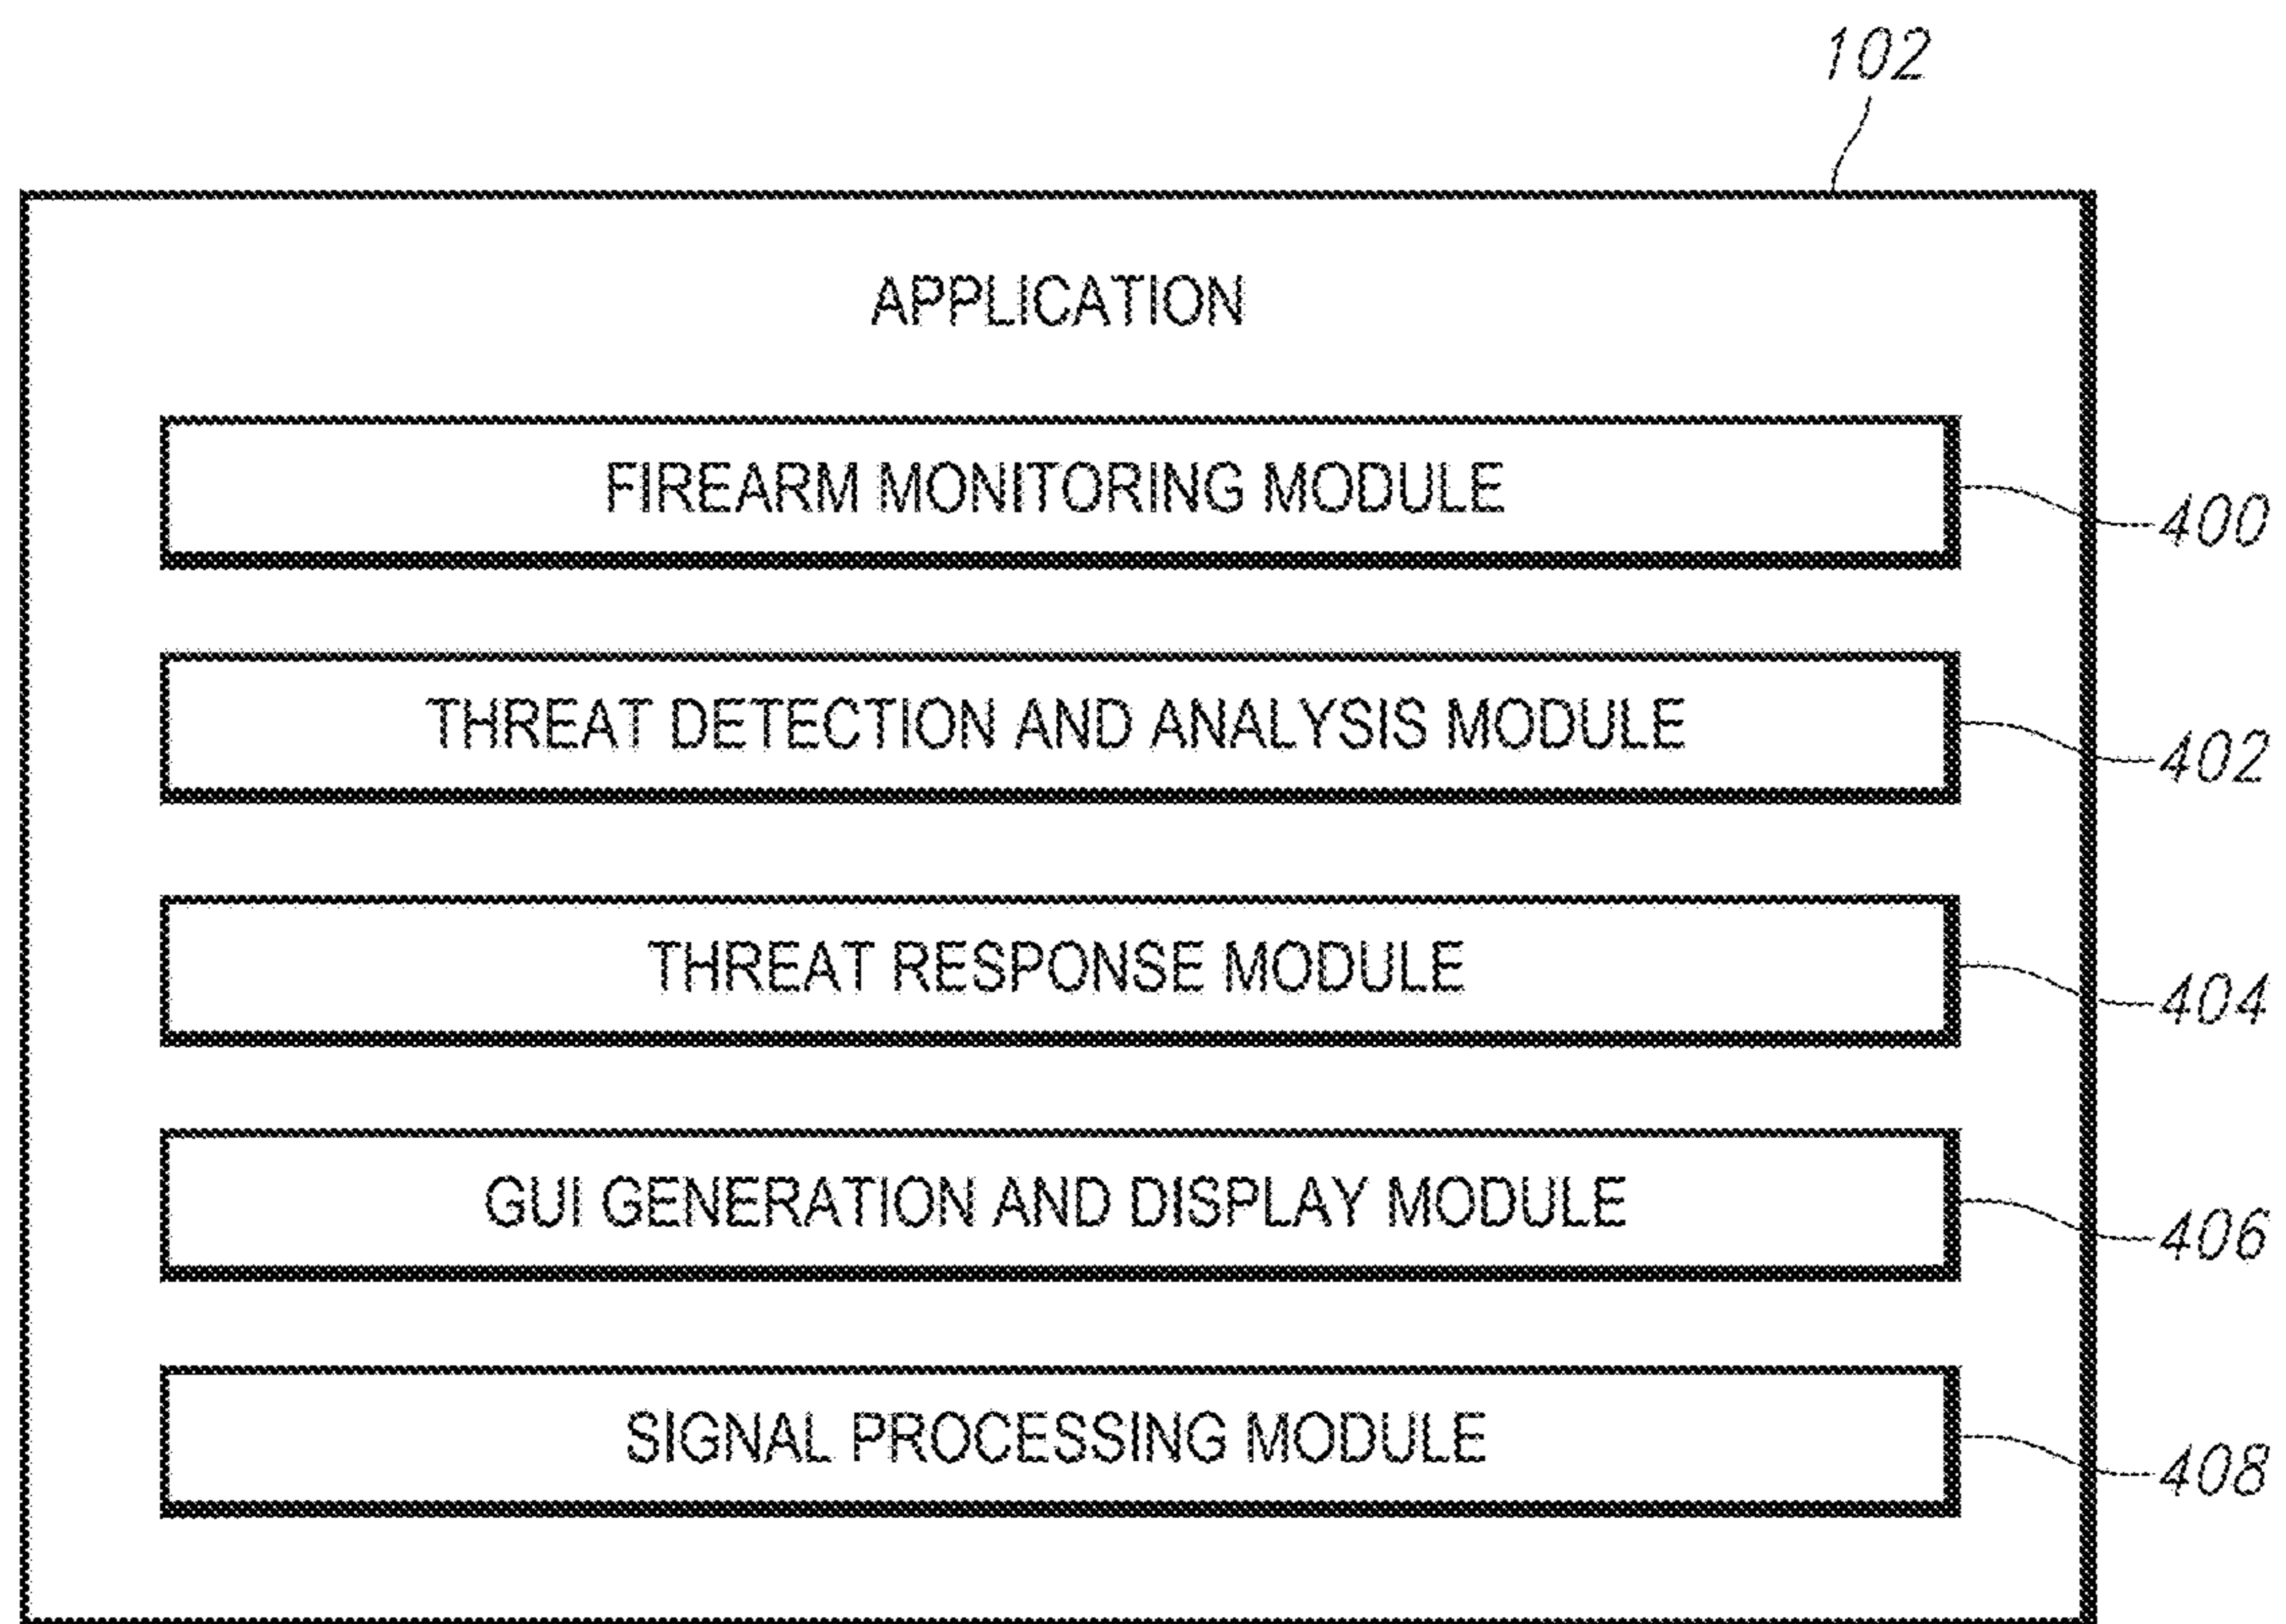 102
APPLICATION
FIREARM MONITORING MODULE
400
THREAT DETECTION AND ANALYSIS MODULE
402
THREAT RESPONSE MODULE
404
GUI GENERATION AND DISPLAY MODULE
406
SIGNAL PROCESSING MODULE
408